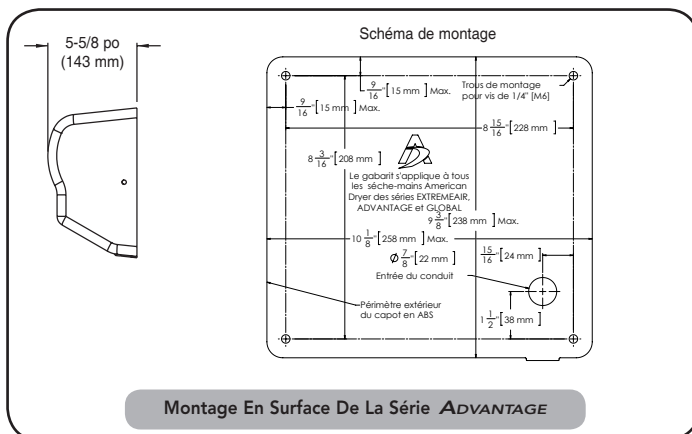 5-5/8 po
(143 mm)
Schéma de montage
9/16"[15 mm] Max.
Trous de montage
pour vis de 1/4" [M6]
9/16"[15 mm] Max.
8 15/16"[228 mm]
8 3/16"[208 mm]
Le gabarit s'applique à tous
les séche-mains American
Dryer des séries EXTREMEAIR,
ADVANTAGE et GLOBAL
9 3/8"[238 mm] Max.
10 1/8"[258 mm] Max.
Ø 7/8"[22 mm]
15/16"[24 mm]
Entrée du conduit
Périmètre extérieur
du capot en ABS
1 1/2"[38 mm]
Montage En Surface De La Série ADVANTAGE